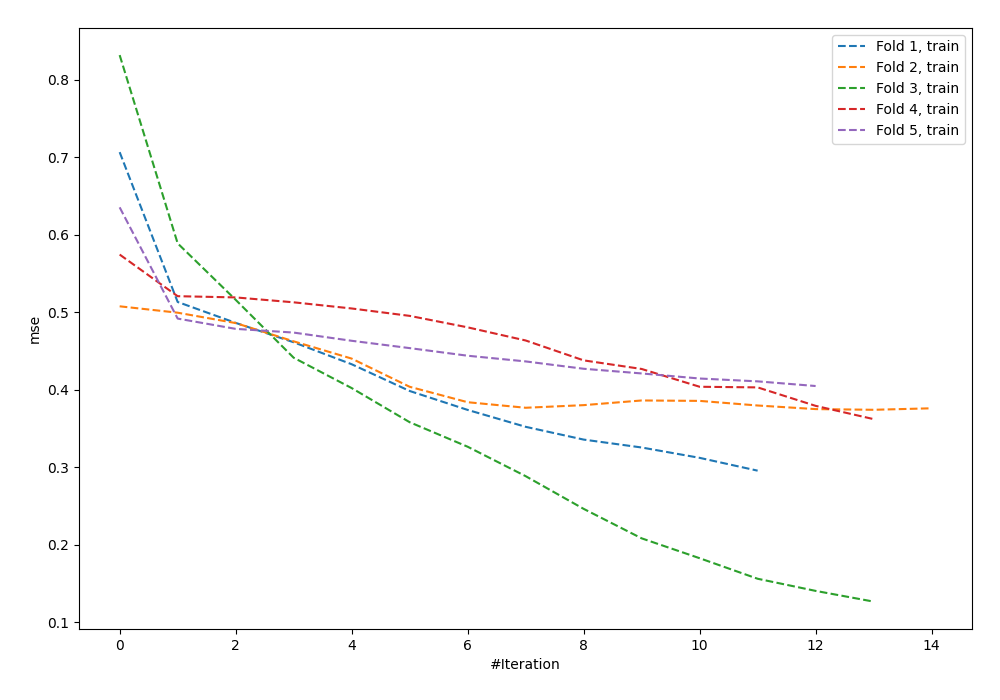 Fold 1, train
Fold 2, train
Fold 3, train
Fold 4, train
Fold 5, train
mse
0.8
0.7
0.6
0.5
0.4
0.3
0.2
0.1
0 2 4 6 8 10 12 14
#Iteration